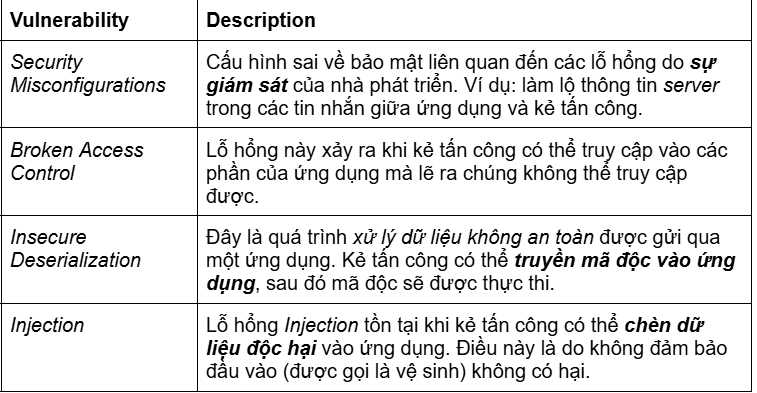 Vulnerability
Description
Security
Misconfigurations
Cấu hình sai về bảo mật liên quan đến các lỗ hổng do sự
giám sát của nhà phát triển. Ví dụ: làm lộ thông tin server
trong các tin nhắn giữa ứng dụng và kẻ tấn công.
Broken Access
Control
Lỗ hổng này xảy ra khi kẻ tấn công có thể truy cập vào các
phần của ứng dụng mà lẽ ra chúng không thể truy cập
được.
Insecure
Deserialization
Đây là quá trình xử lý dữ liệu không an toàn được gửi qua
một ứng dụng. Kẻ tấn công có thể truyền mã độc vào ứng
dụng, sau đó mã độc sẽ được thực thi.
Injection
Lỗ hổng Injection tồn tại khi kẻ tấn công có thể chèn dữ
liệu độc hại vào ứng dụng. Điều này là do không đảm bảo
đầu vào (được gọi là vệ sinh) không có hại.